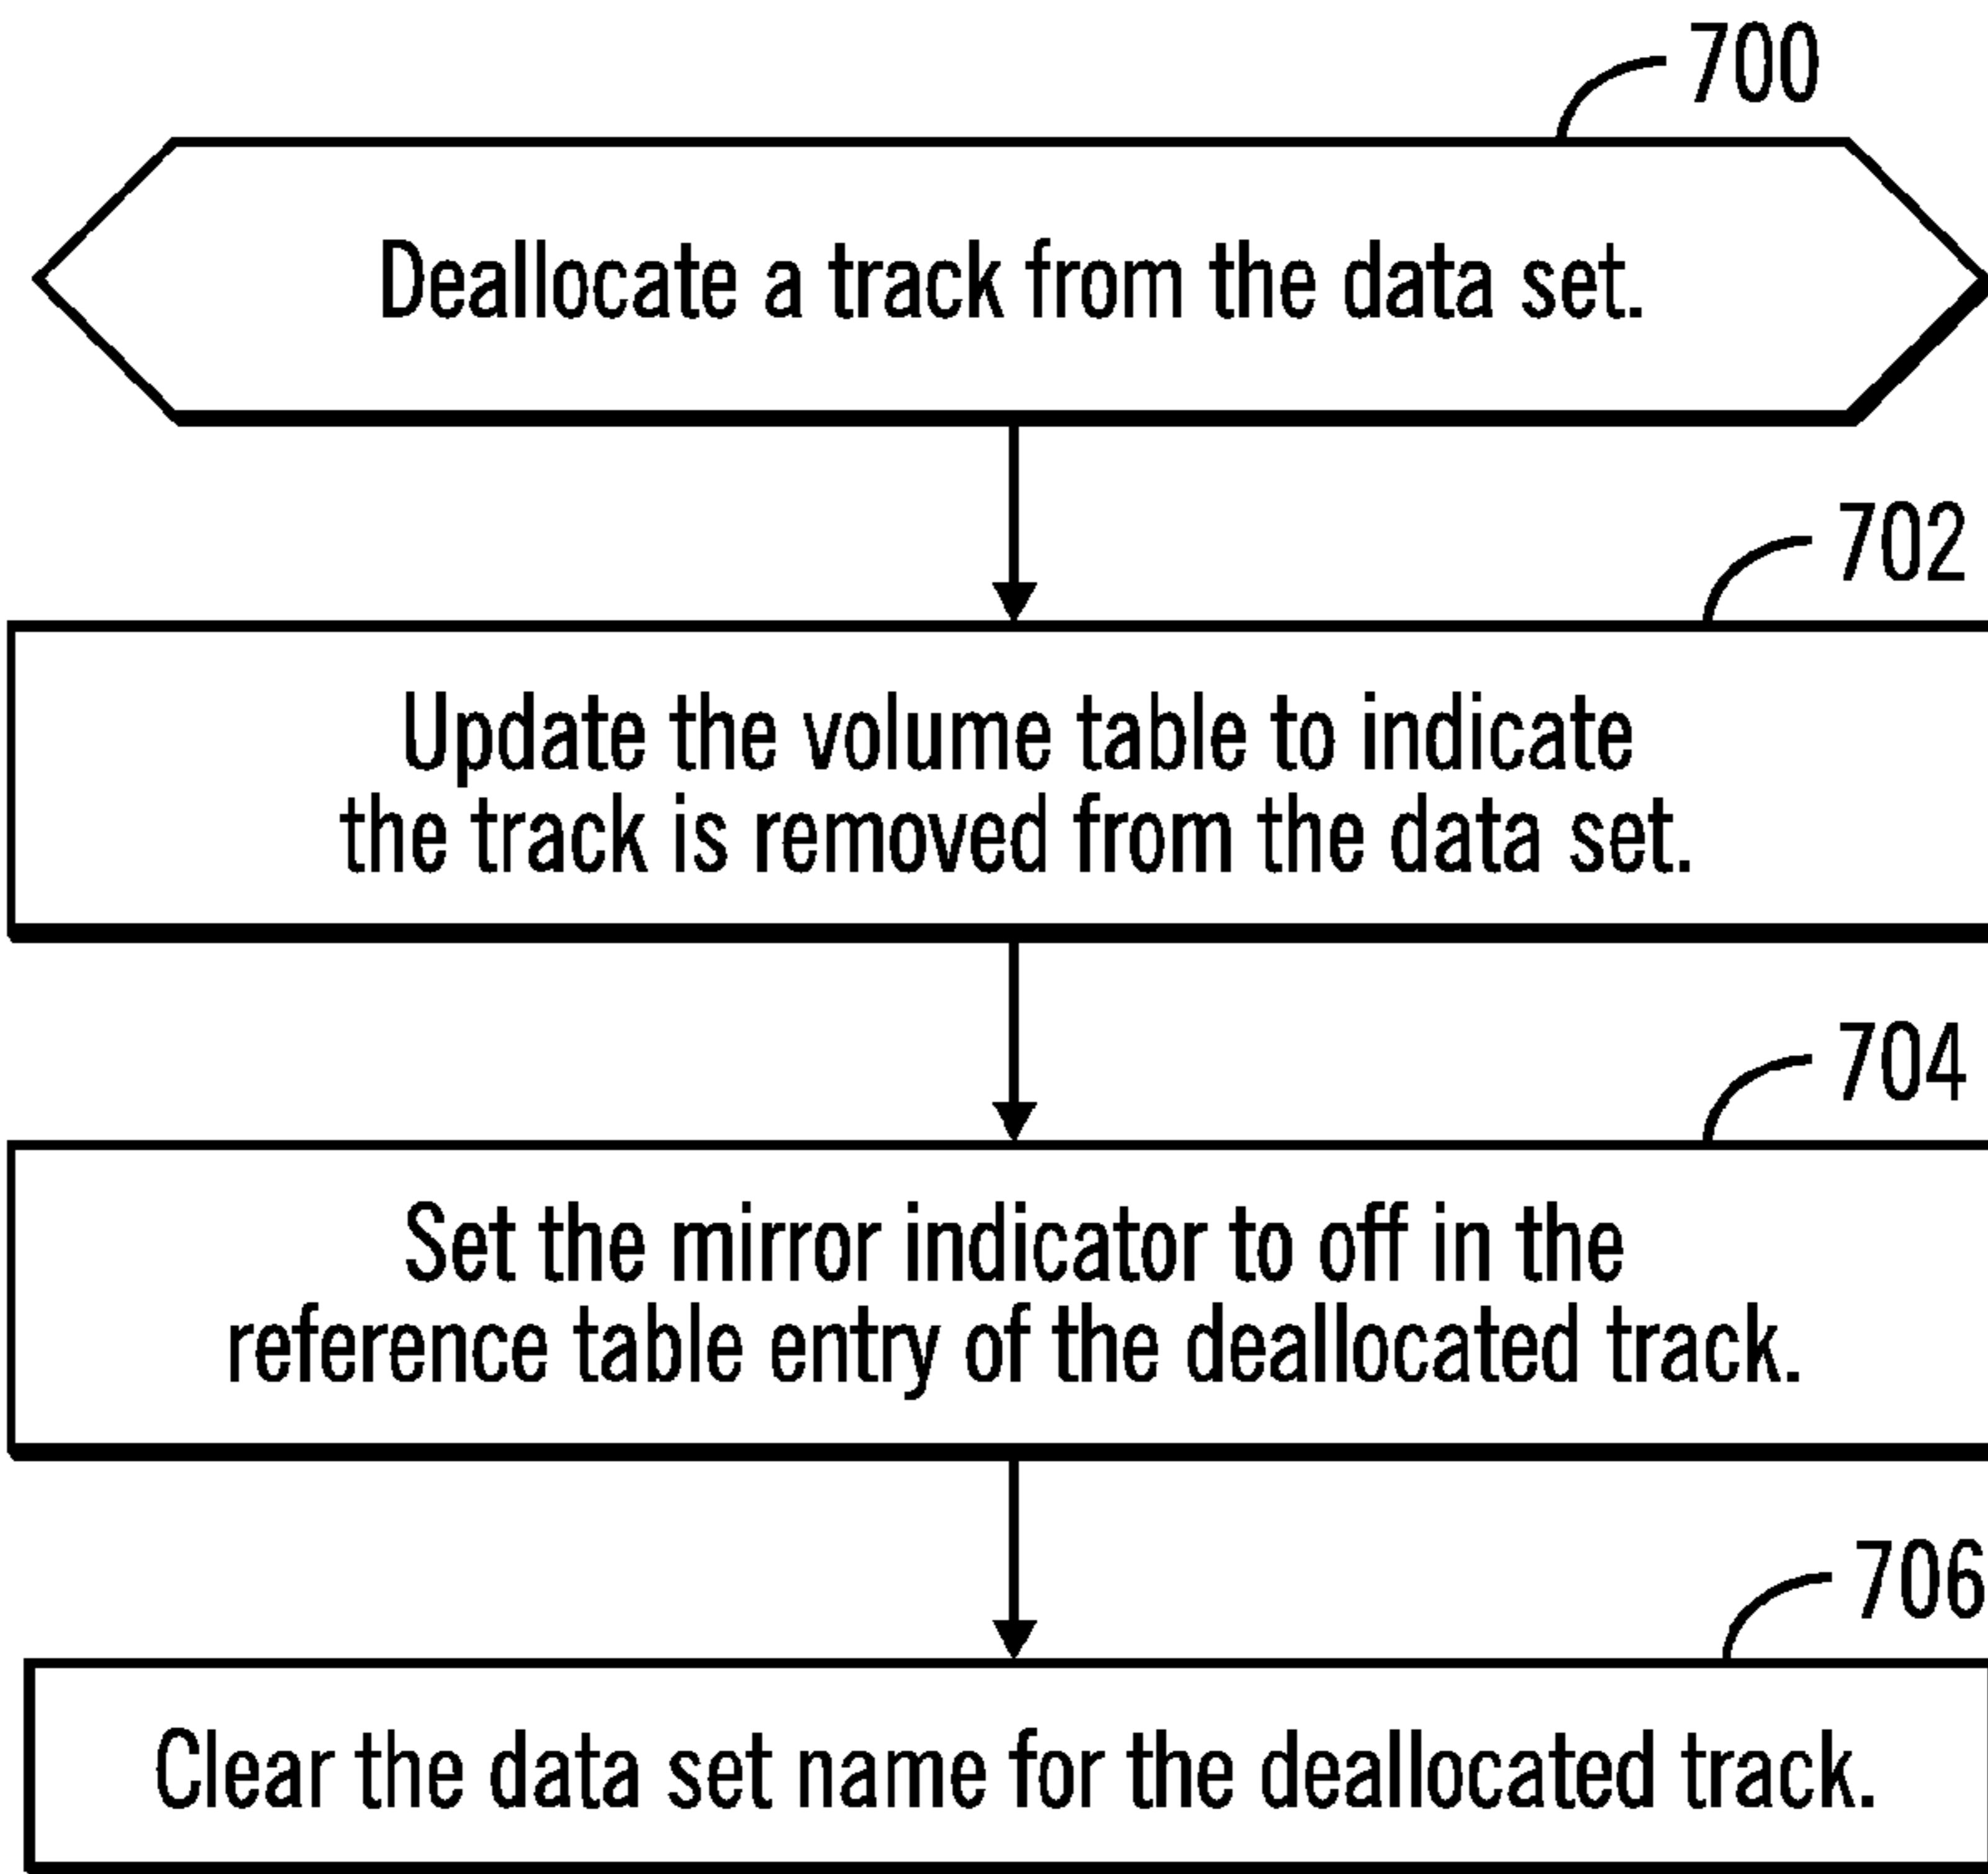 700
Deallocate a track from the data set.
702
Update the volume table to indicate
the track is removed from the data set.
704
Set the mirror indicator to off in the
reference table entry of the deallocated track.
706
Clear the data set name for the deallocated track.